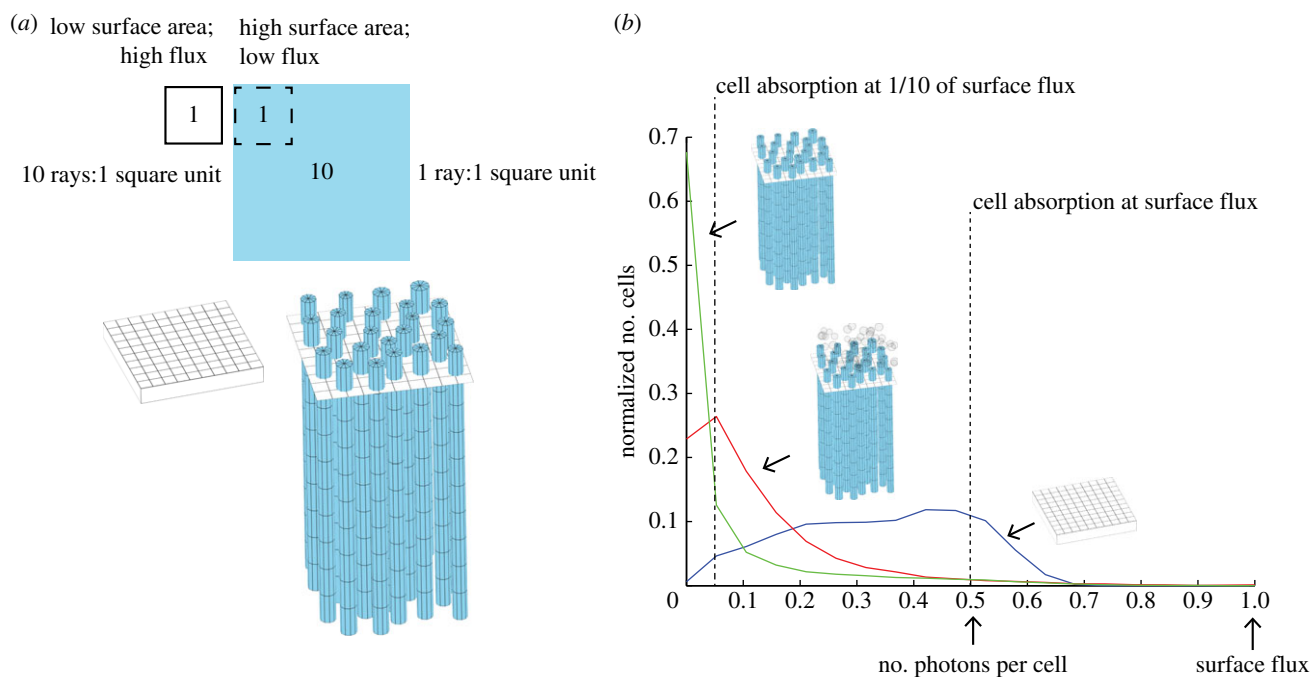 (a)
low surface area;
high flux
high surface area;
low flux
1
1
10 rays:1 square unit
10
1 ray:1 square unit
(b)
cell absorption at 1/10 of surface flux
cell absorption at surface flux
normalized no. cells
0.7
0.6
0.5
0.4
0.3
0.2
0.1
0 0.1 0.2 0.3 0.4 0.5 0.6 0.7 0.8 0.9 1.0
no. photons per cell
surface flux